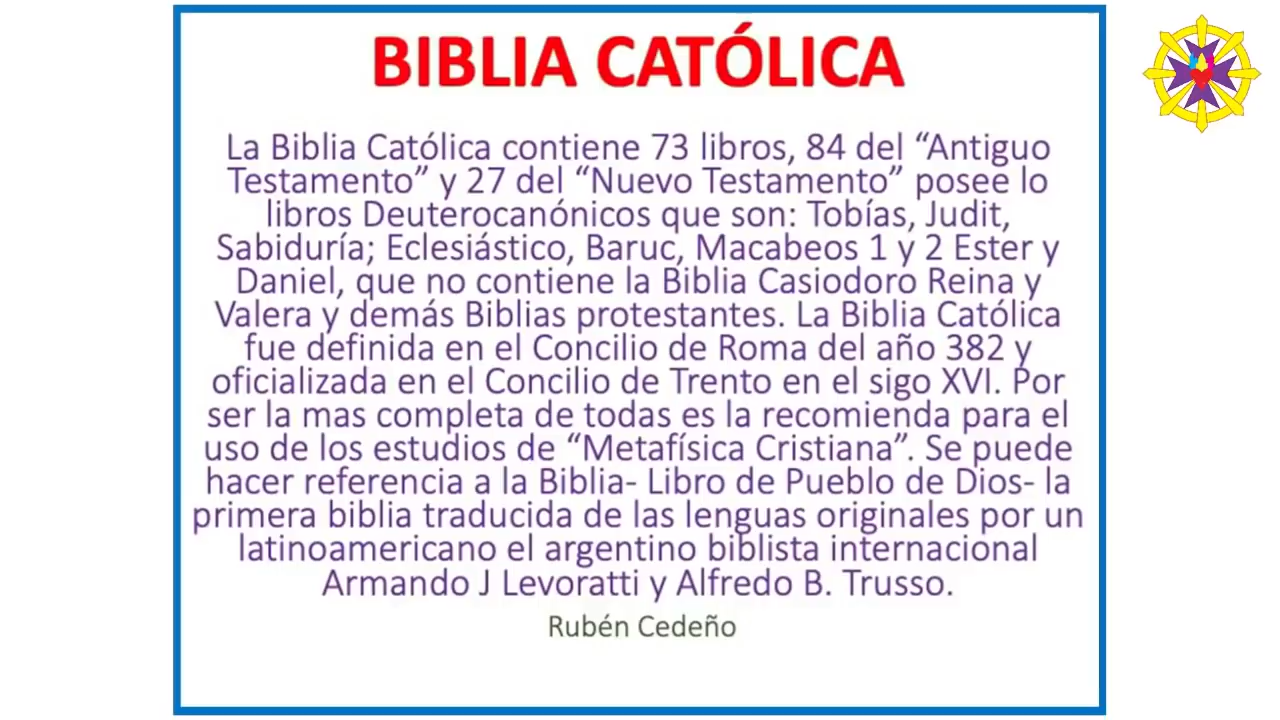 BIBLIA CATÓLICA
La Biblia Católica contiene 73 libros, 84 del “Antiguo
Testamento” y 27 del “Nuevo Testamento” posee lo
libros Deuterocanónicos que son: Tobías, Judit,
Sabiduría; Eclesiástico, Baruc, Macabeos 1 y 2 Ester y
Daniel, que no contiene la Biblia Casiodoro Reina y
Valera y demás Biblias protestantes. La Biblia Católica
fue definida en el Concilio de Roma del año 382 y
oficializada en el Concilio de Trento en el sigo XVI. Por
ser la mas completa de todas es la recomienda para el
uso de los estudios de “Metafísica Cristiana”. Se puede
hacer referencia a la Biblia- Libro de Pueblo de Dios- la
primera biblia traducida de las lenguas originales por un
latinoamericano el argentino biblista internacional
Armando J Levoratti y Alfredo B. Trusso.
Rubén Cedeño